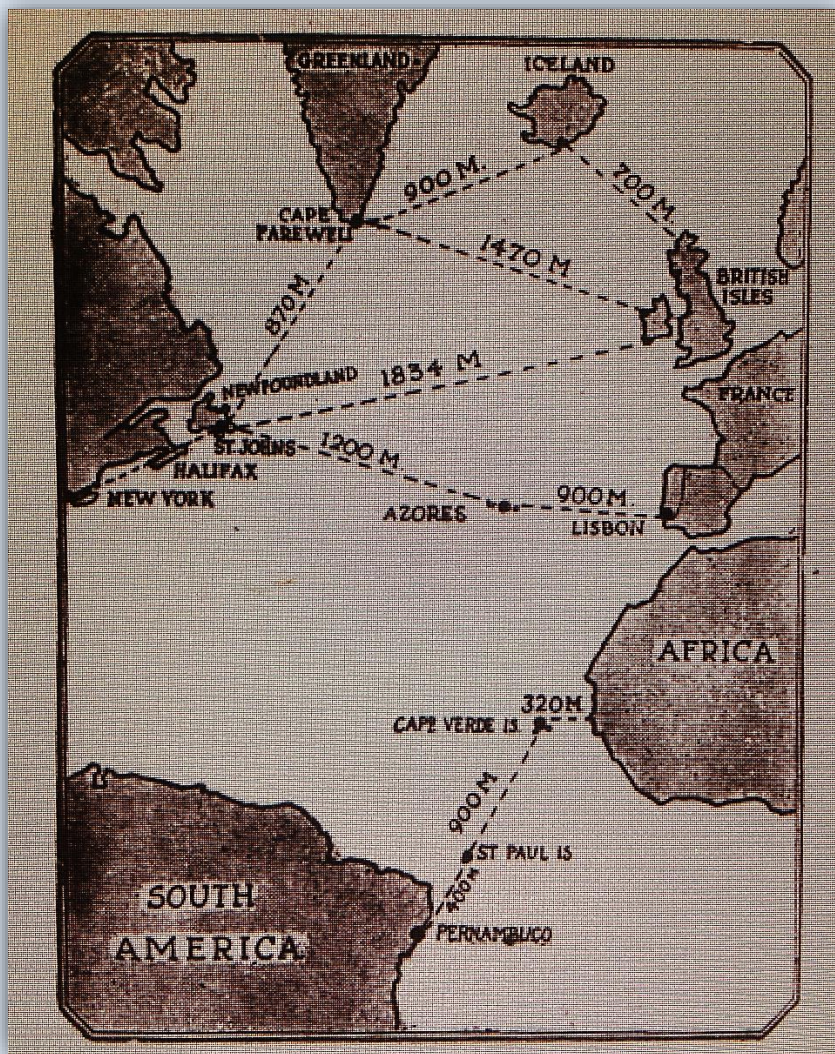 GREENLAND
ICELAND
900 M.
700 M.
CAPE
FAREWELL
1470 M
BRITISH
ISLES
870 M
NEWFOUNDLAND
1834 M
FRANCE
ST. JOHNS
1200 M
HALIFAX
NEW YORK
900 M.
AZORES
LISBON
AFRICA
320 M
CAPE VERDE IS.
900 M
ST PAUL IS
400 M
SOUTH
AMERICA
PERNAMBUCO